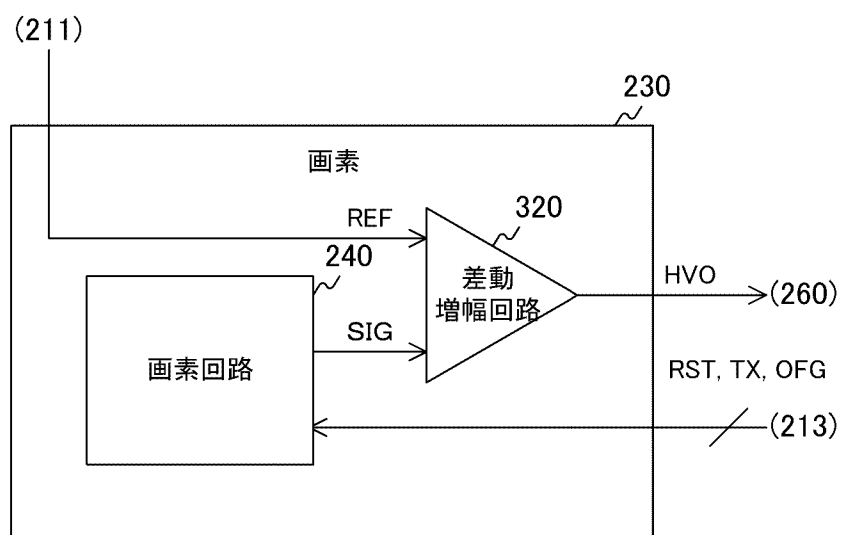 (211)
230
画素
REF
320
240
差動
増幅回路
HVO
(260)
SIG
画素回路
RST, TX, OFG
(213)